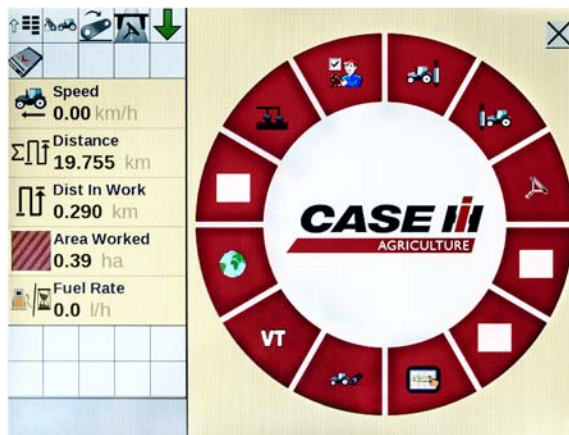 Speed
0.00 km/h
Distance
19.755 km
Dist In Work
0.290 km
Area Worked
0.39 ha
Fuel Rate
0.0 l/h
CASE IH
AGRICULTURE
VT